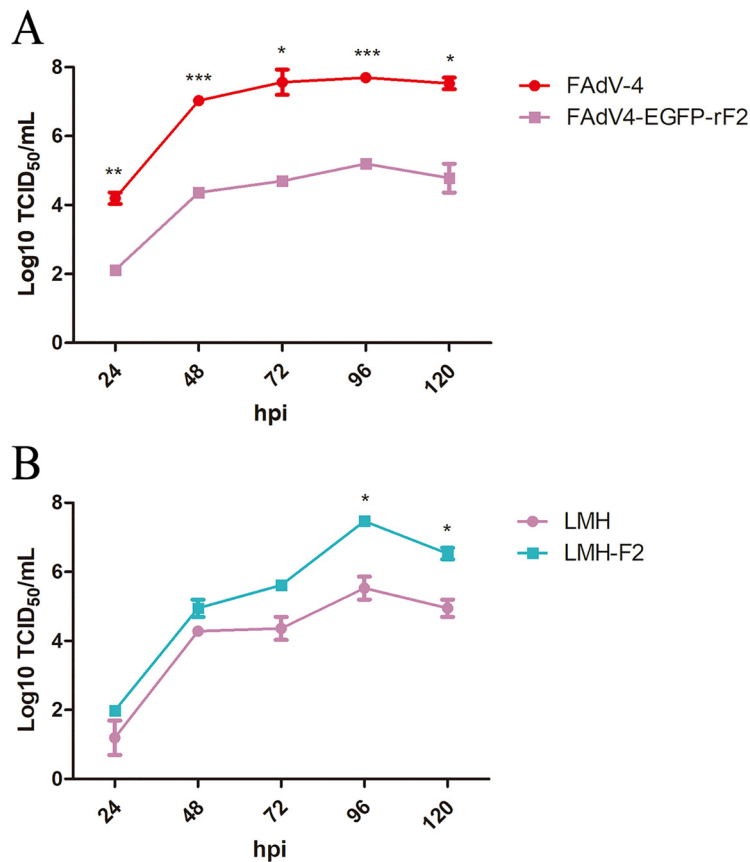 A
Log10 TCID50/mL
8
6
4
2
0
**
***
*
***
*
24
48
72
96
120
hpi
FAdV-4
FAdV4-EGFP-rF2
B
Log10 TCID50/mL
8
6
4
2
0
*
*
24
48
72
96
120
hpi
LMH
LMH-F2